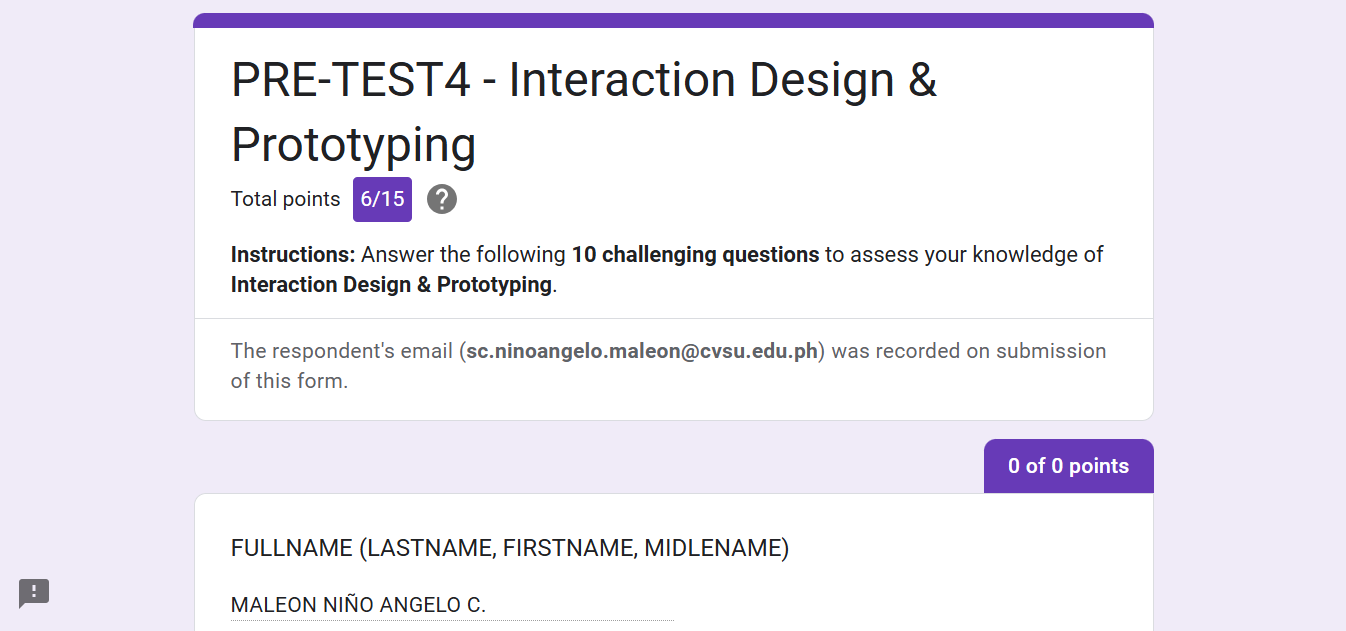 PRE-TEST4 - Interaction Design &
Prototyping
Total points 6/15 ?
Instructions: Answer the following 10 challenging questions to assess your knowledge of
Interaction Design & Prototyping.
The respondent's email (sc.ninoangelo.maleon@cvsu.edu.ph) was recorded on submission
of this form.
0 of 0 points
FULLNAME (LASTNAME, FIRSTNAME, MIDLENAME)
MALEON NIÑO ANGELO C.